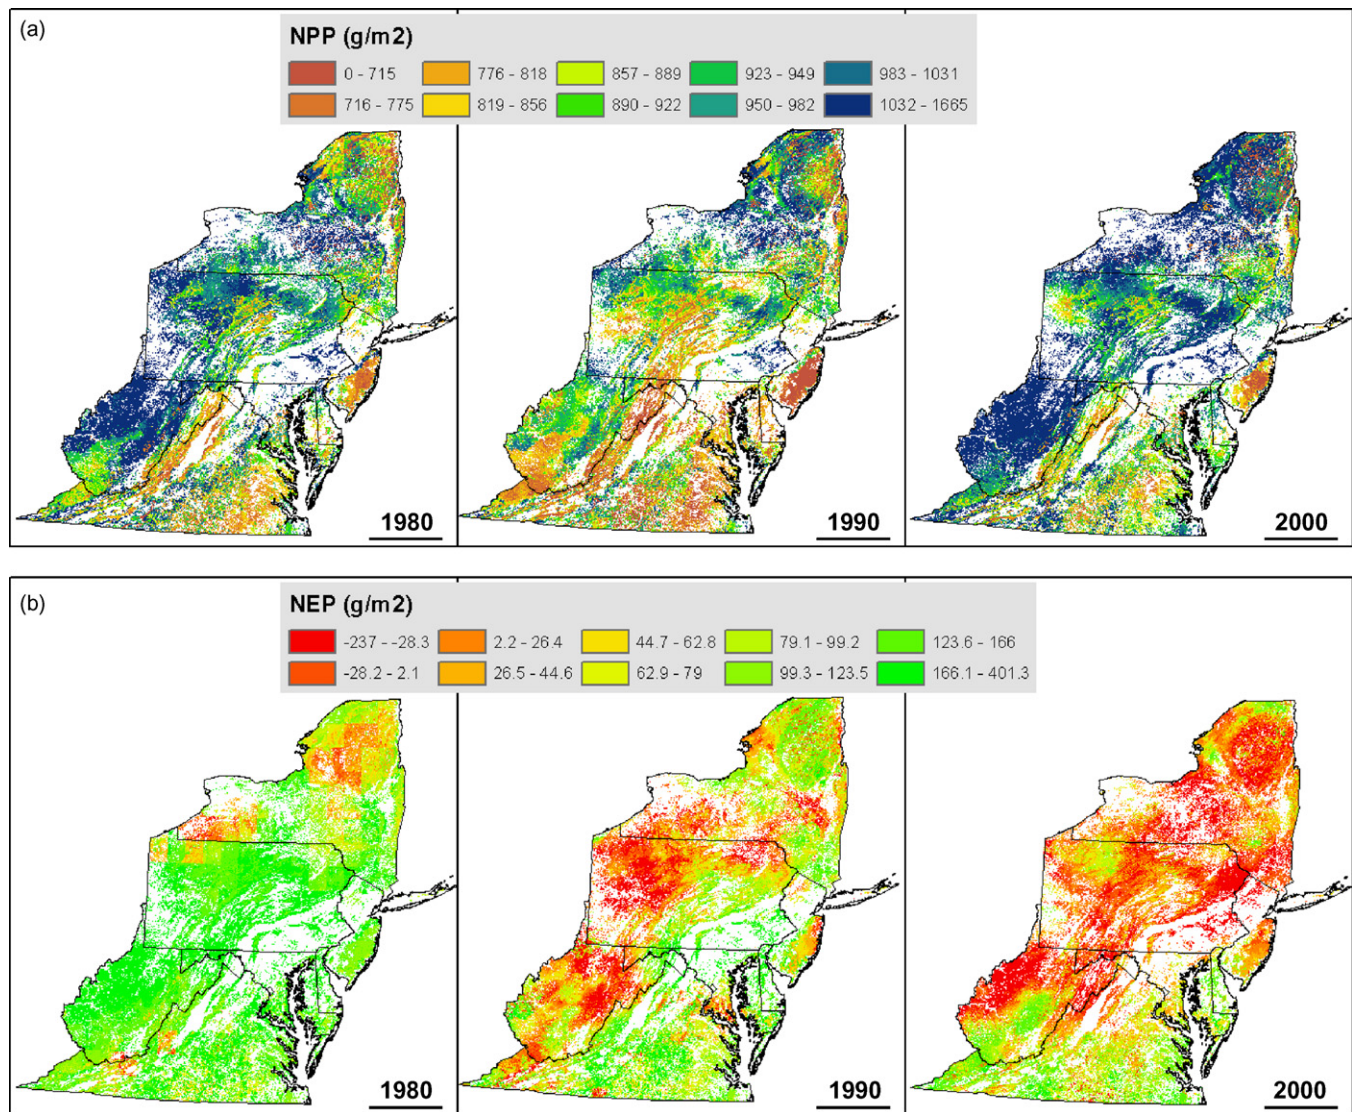 (a)
NPP (g/m2)
0 - 715 776 - 818 857 - 889 923 - 949 983 - 1031
716 - 775 819 - 856 890 - 922 950 - 982 1032 - 1665
1980 1990 2000
(b)
NEP (g/m2)
-237 - -28.3 2.2 - 26.4 44.7 - 62.8 79.1 - 99.2 123.6 - 166
-28.2 - 2.1 26.5 - 44.6 62.9 - 79 99.3 - 123.5 166.1 - 401.3
1980 1990 2000